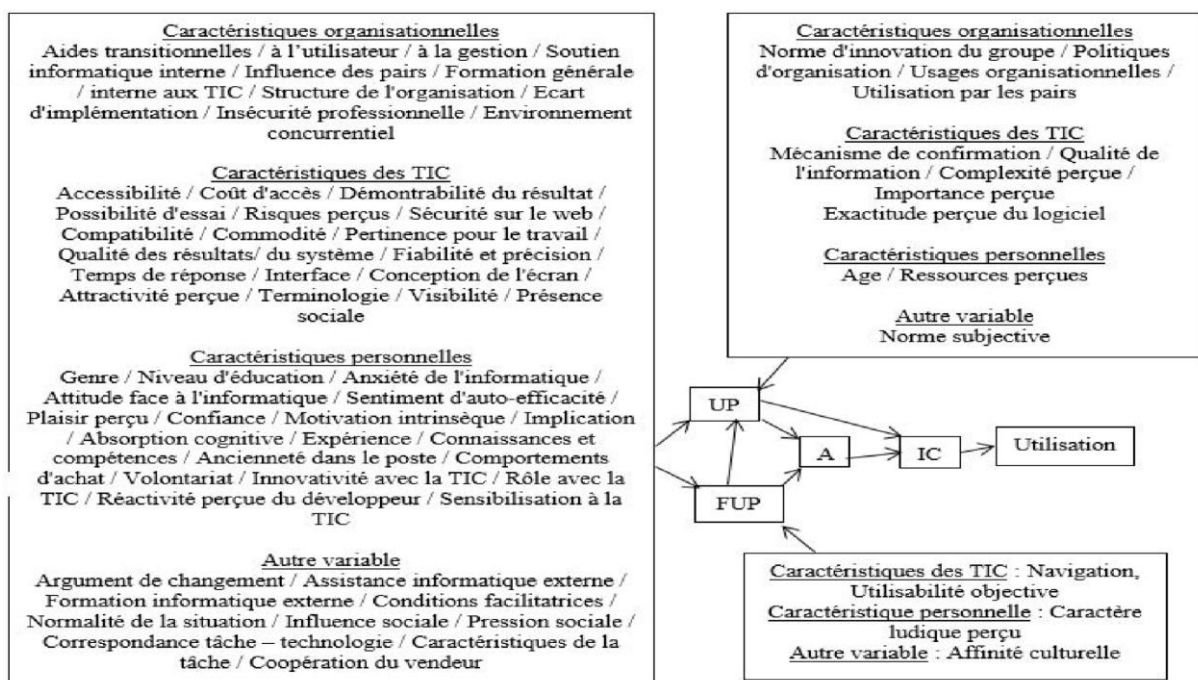 Caractéristiques organisationnelles
Aides transitionnelles / à l'utilisateur / à la gestion / Soutien
informatique interne / Influence des pairs / Formation générale
/ interne aux TIC / Structure de l'organisation / Ecart
d'implémentation / Insécurité professionnelle / Environnement
concurrentiel
Caractéristiques des TIC
Accessibilité / Coût d'accès / Démontrabilité du résultat /
Possibilité d'essai / Risques perçus / Sécurité sur le web /
Compatibilité / Commodité / Pertinence pour le travail /
Qualité des résultats/ du système / Fiabilité et précision /
Temps de réponse / Interface / Conception de l'écran /
Attractivité perçue / Terminologie / Visibilité / Présence
sociale
Caractéristiques personnelles
Genre / Niveau d'éducation / Anxiété de l'informatique /
Attitude face à l'informatique / Sentiment d'auto-efficacité /
Plaisir perçu / Confiance / Motivation intrinsèque / Implication
/ Absorption cognitive / Expérience / Connaissances et
compétences / Ancienneté dans le poste / Comportements
d'achat / Volontariat / Innovativité avec la TIC / Rôle avec la
TIC / Réactivité perçue du développeur / Sensibilisation à la
TIC
Autre variable
Argument de changement / Assistance informatique externe /
Formation informatique externe / Conditions facilitatrices /
Normalité de la situation / Influence sociale / Pression sociale /
Correspondance tâche – technologie / Caractéristiques de la
tâche / Coopération du vendeur
Caractéristiques organisationnelles
Norme d'innovation du groupe / Politiques
d'organisation / Usages organisationnelles /
Utilisation par les pairs
Caractéristiques des TIC
Mécanisme de confirmation / Qualité de
l'information / Complexité perçue /
Importance perçue
Exactitude perçue du logiciel
Caractéristiques personnelles
Age / Ressources perçues
Autre variable
Norme subjective
UP
A
IC
Utilisation
FUP
Caractéristiques des TIC : Navigation,
Utilisabilité objective
Caractéristique personnelle : Caractère
ludique perçu
Autre variable : Affinité culturelle